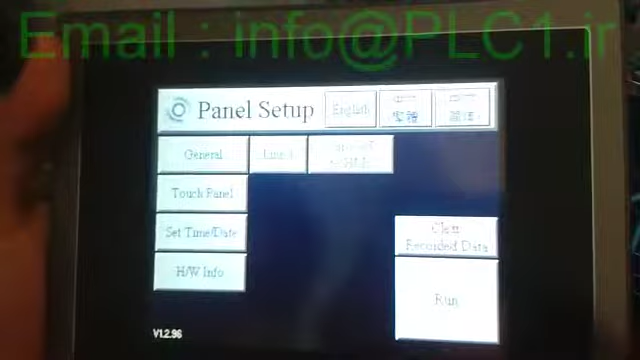 Email : info@PLC1.ir
Panel Setup
English
General
Touch Panel
Clear
Recorded Data
Set Time/Date
H/W Info
Run
V1.2.96